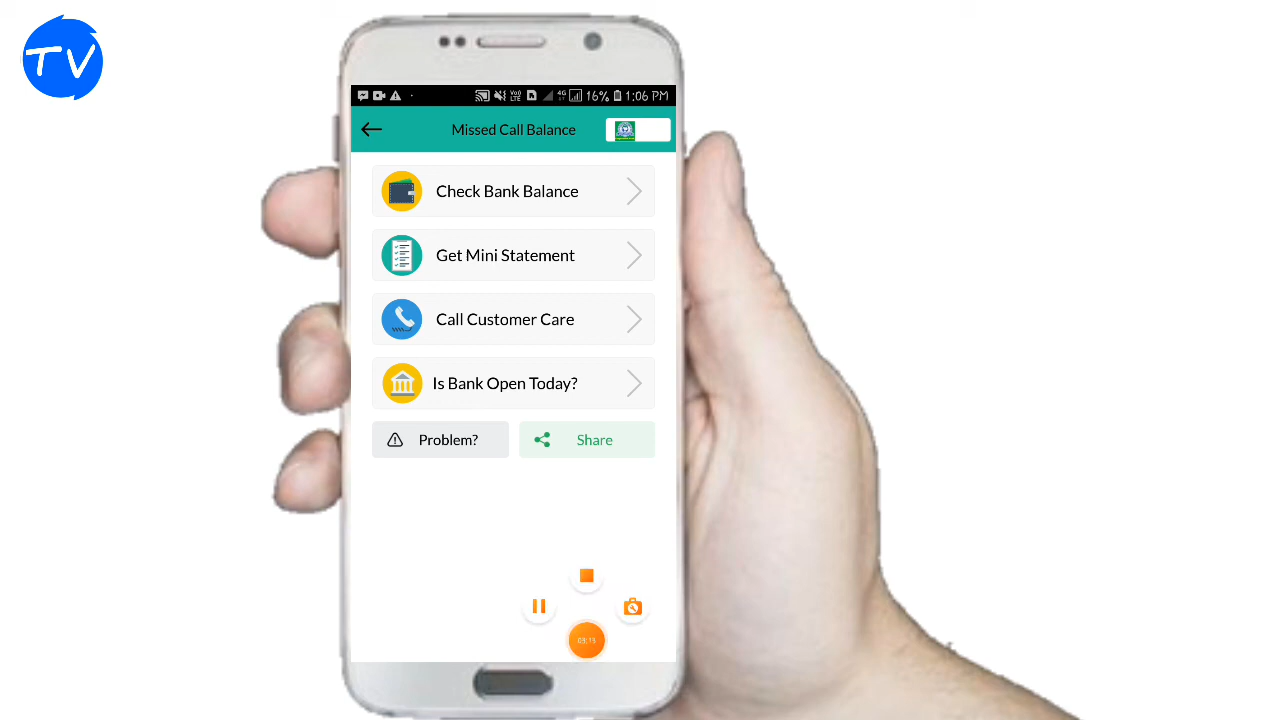 TV
4G
16%
1:06 PM
Missed Call Balance
Check Bank Balance
Get Mini Statement
Call Customer Care
Is Bank Open Today?
Problem?
Share